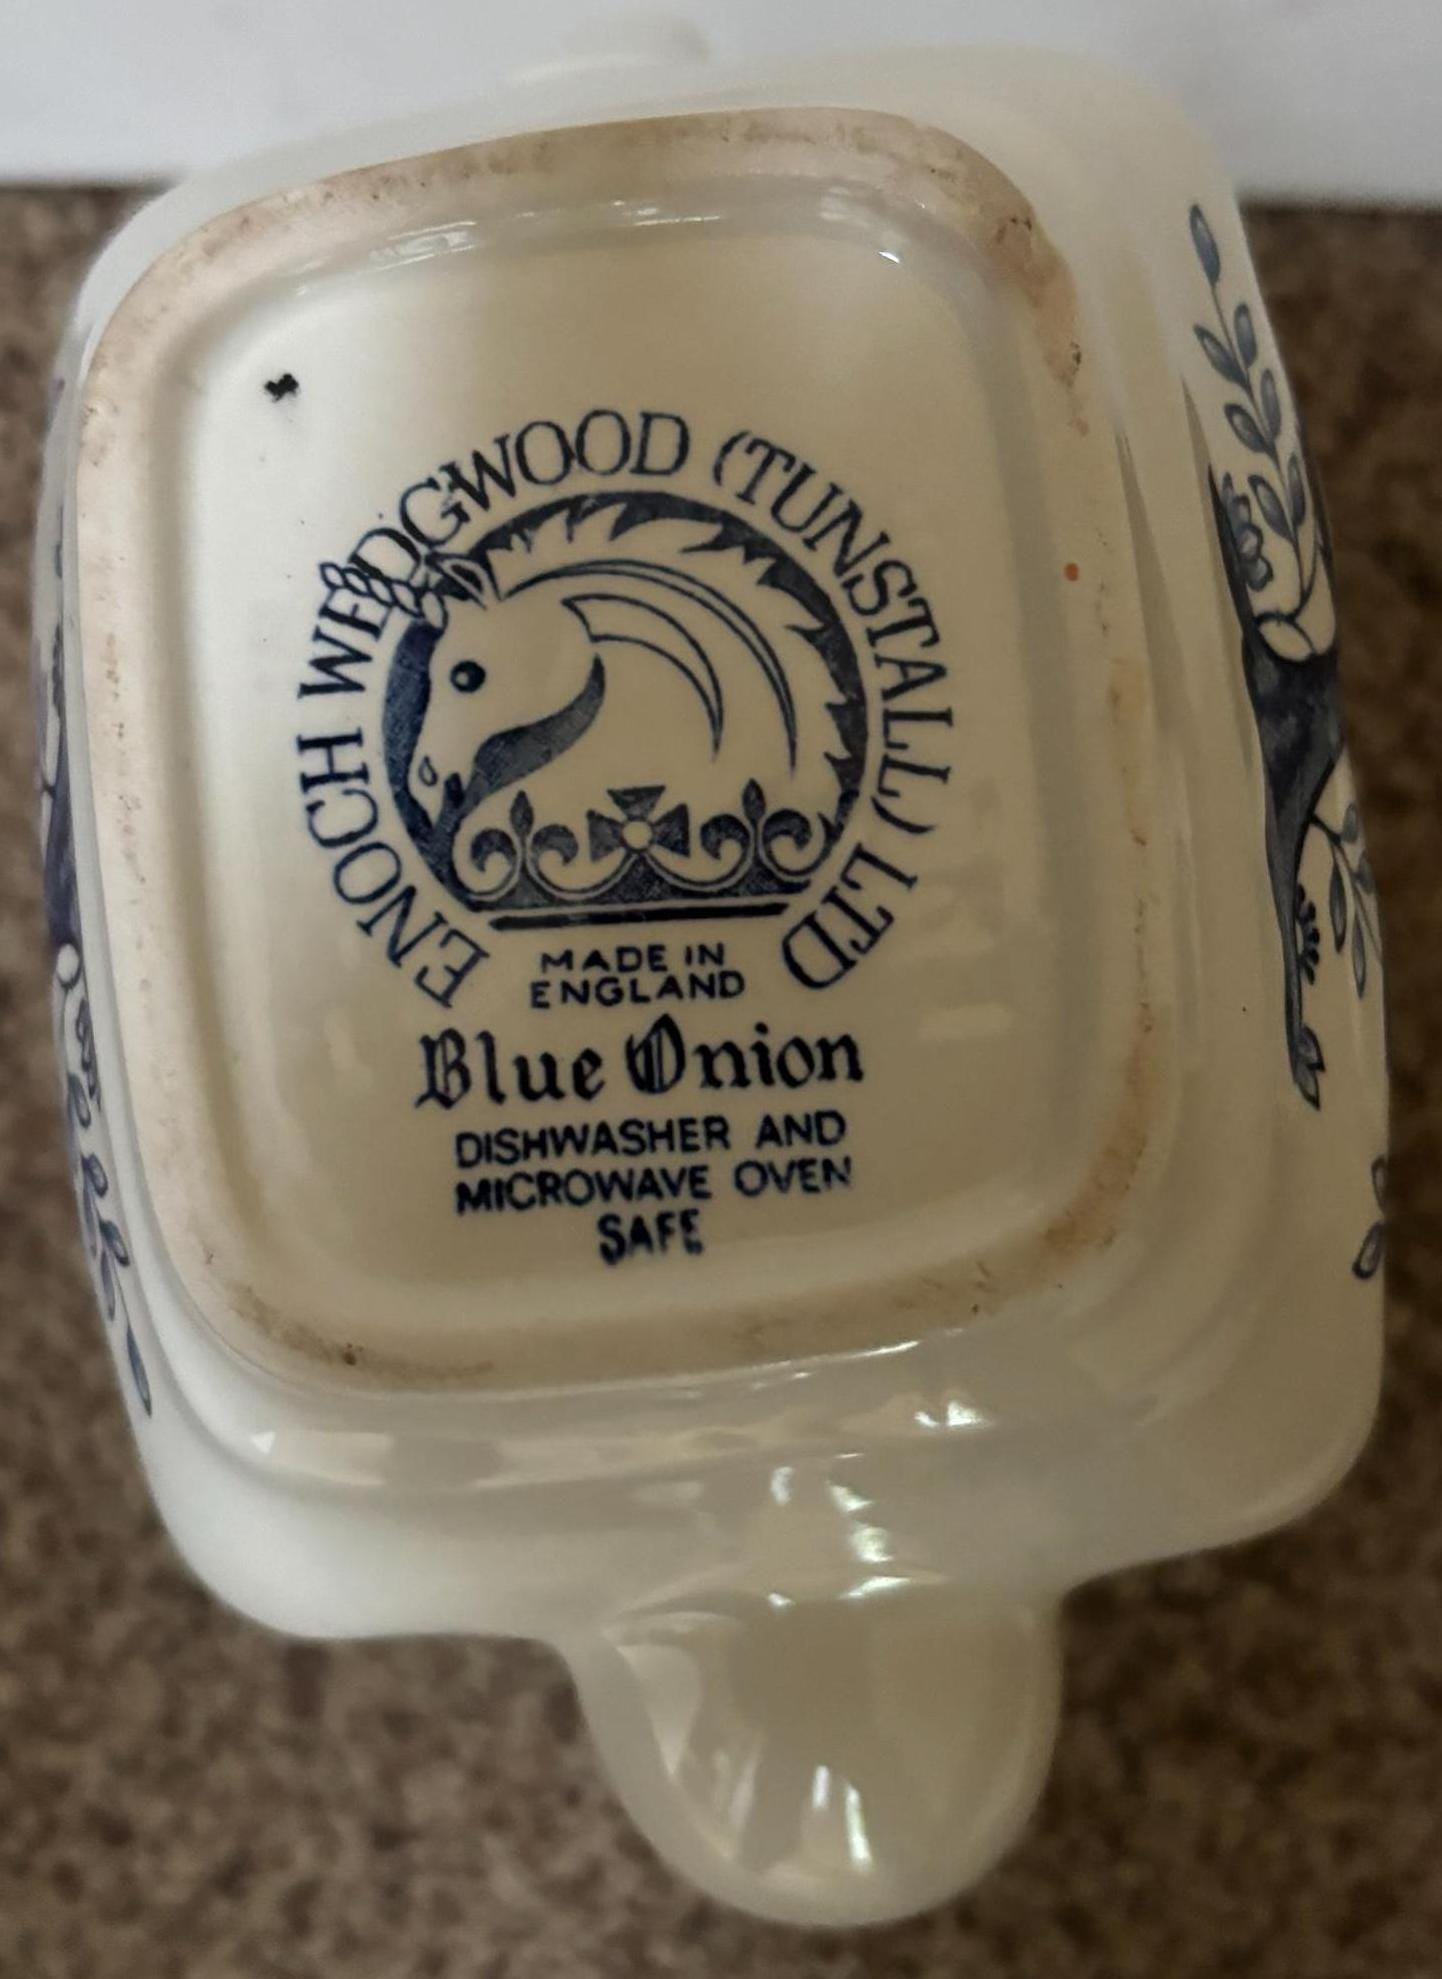 ENOCH WEDGWOOD (TUNSTALL) LTD
MADE IN
ENGLAND
Blue Onion
DISHWASHER AND
MICROWAVE OVEN
SAFE